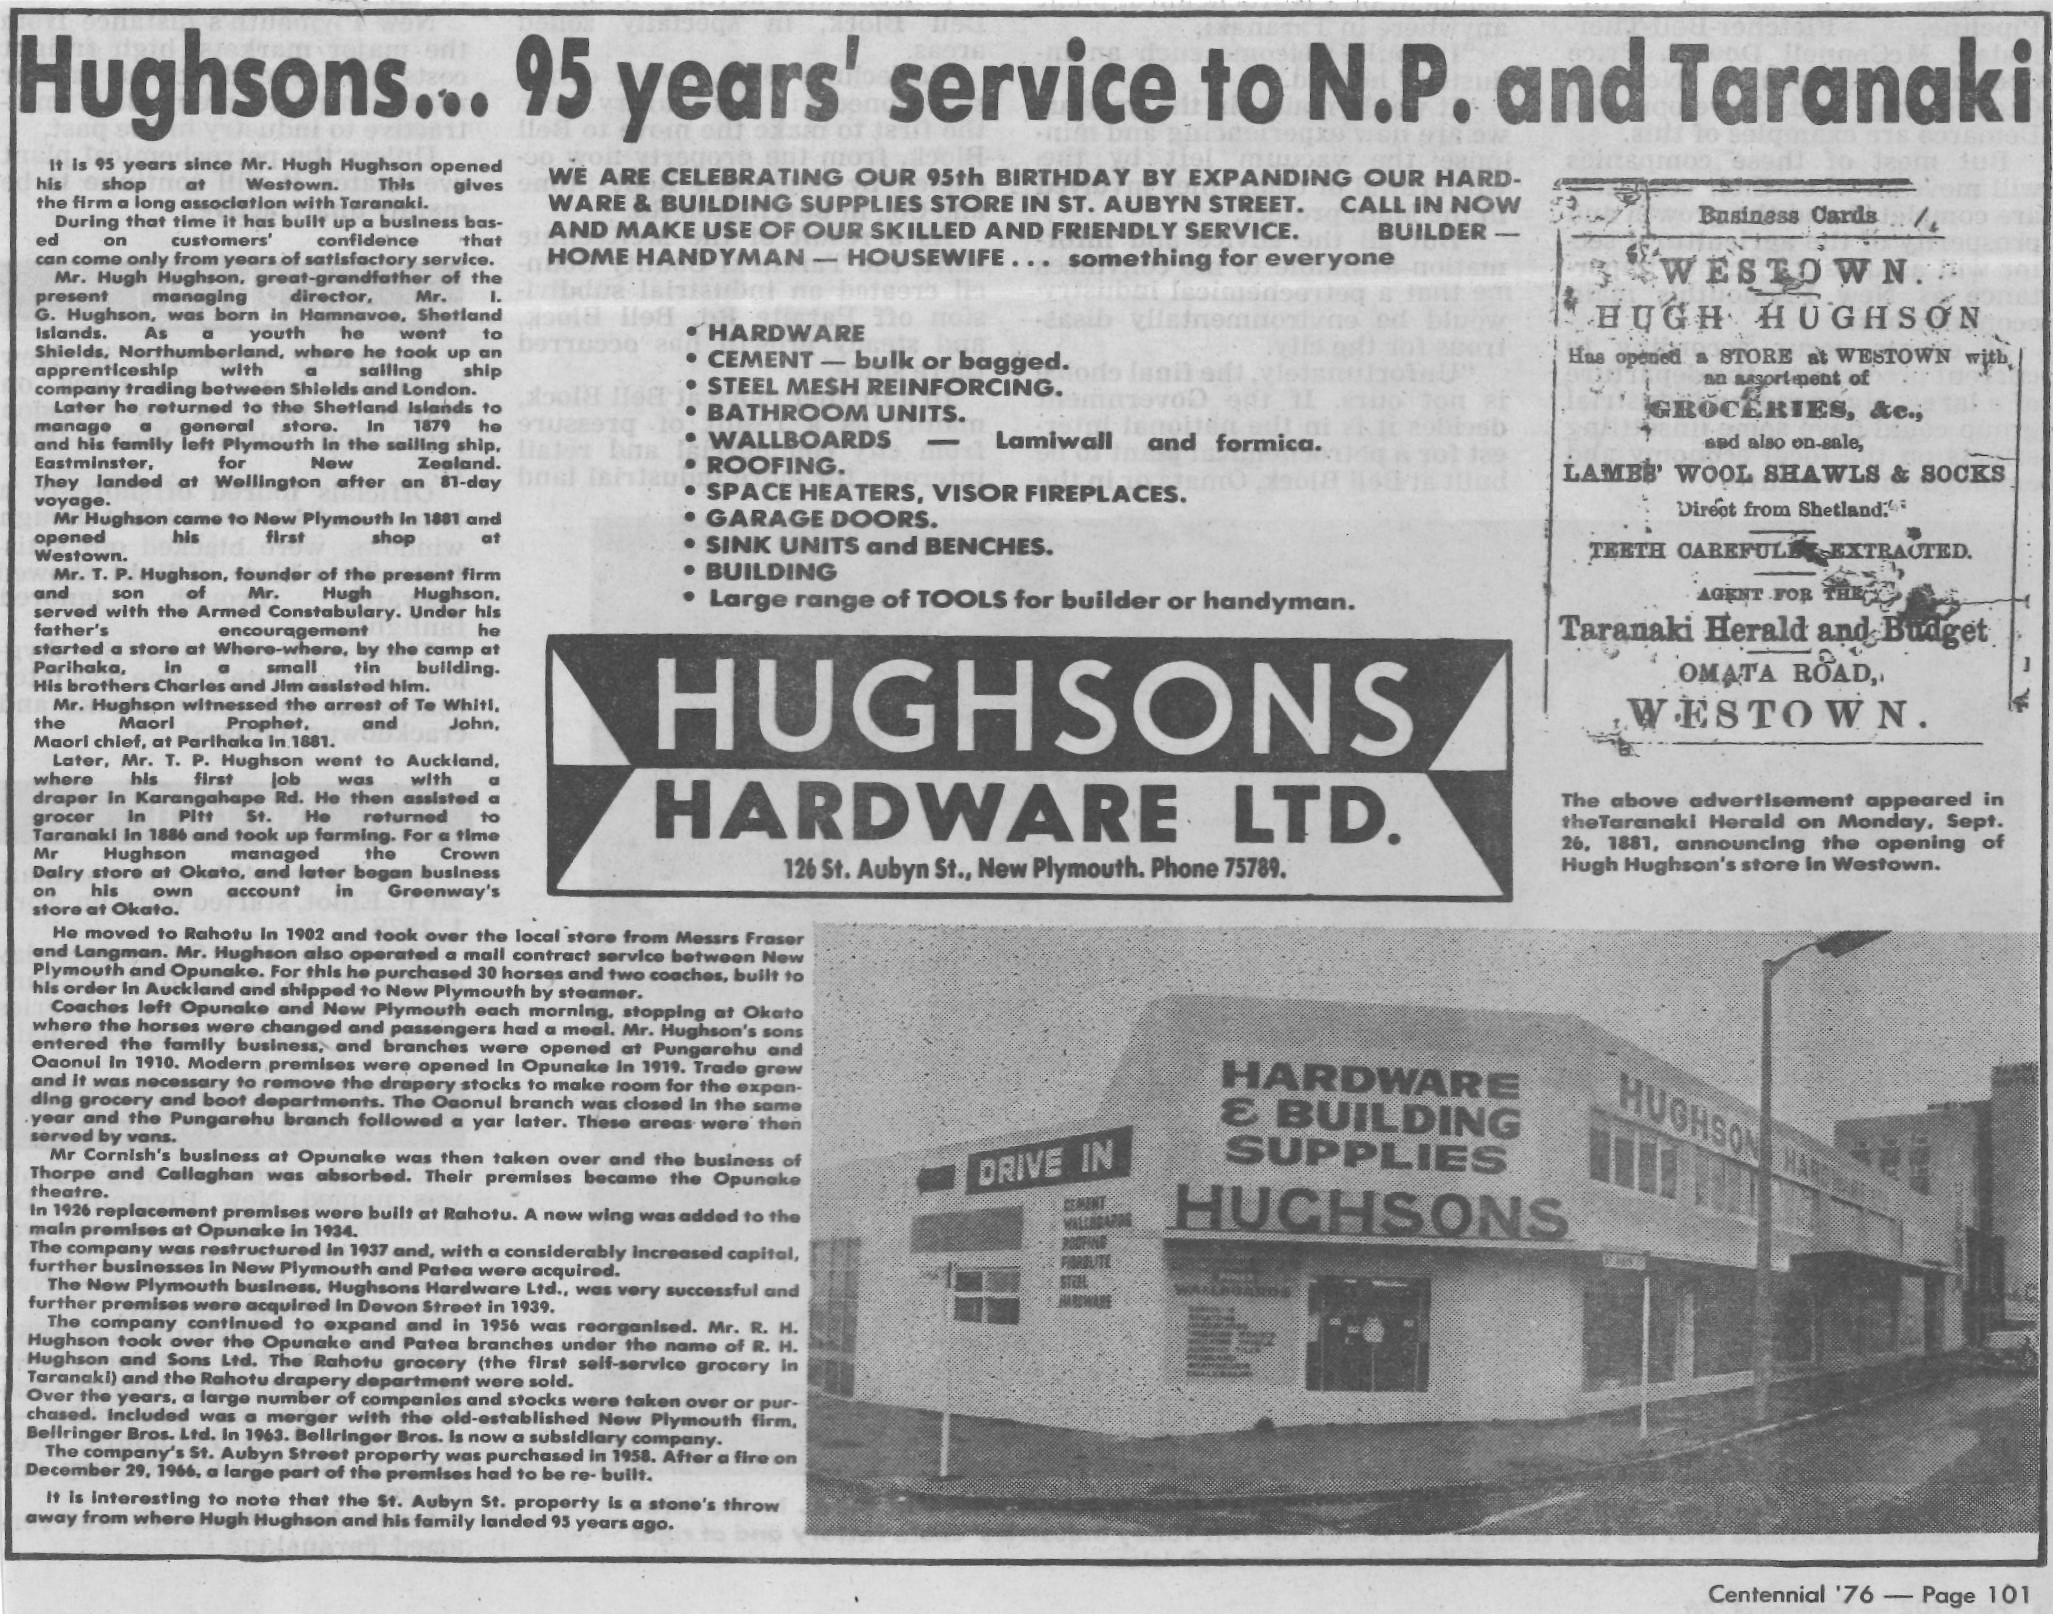 Hughsons... 95 years' service to N.P. and Taranaki
It is 95 years since Mr. Hugh Hughson opened
his shop at Westown. This gives
the firm a long association with Taranaki.
During that time it has built up a business bas-
ed on customers' confidence that
can come only from years of satisfactory service.
Mr. Hugh Hughson, great-grandfather of the
present managing director, Mr. I.
G. Hughson, was born in Hamnavoe, Shetland
Islands. As a youth he went to
Shields, Northumberland, where he took up an
apprenticeship with a sailing ship
company trading between Shields and London.
Later he returned to the Shetland Islands to
manage a general store. In 1879 he
and his family left Plymouth in the sailing ship,
Eastminster, for New Zealand.
They landed at Wellington after an 81-day
voyage.
Mr Hughson came to New Plymouth in 1881 and
opened his first shop at
Westown.
Mr. T. P. Hughson, founder of the present firm
and son of Mr. Hugh Hughson,
served with the Armed Constabulary. Under his
father's encouragement he
started a store at Where-where, by the camp at
Parihaka, in a small tin building.
His brothers Charles and Jim assisted him.
Mr. Hughson witnessed the arrest of Te Whiti,
the Maori Prophet, and John,
Maori chief, at Parihaka in 1881.
Later, Mr. T. P. Hughson went to Auckland,
where his first job was with a
draper in Karangahape Rd. He then assisted a
grocer in Pitt St. He returned to
Taranaki in 1886 and took up farming. For a time
Mr Hughson managed the Crown
Dairy store at Okato, and later began business
on his own account in Greenway's
store at Okato.
He moved to Rahotu in 1902 and took over the local store from Messrs Fraser
and Langman. Mr. Hughson also operated a mail contract service between New
Plymouth and Opunake. For this he purchased 30 horses and two coaches, built to
his order in Auckland and shipped to New Plymouth by steamer.
Coaches left Opunake and New Plymouth each morning, stopping at Okato
where the horses were changed and passengers had a meal. Mr. Hughson's sons
entered the family business, and branches were opened at Pungarehu and
Oaonui in 1910. Modern premises were opened in Opunake in 1919. Trade grew
and it was necessary to remove the drapery stocks to make room for the expan-
ding grocery and boot departments. The Oaonui branch was closed in the same
year and the Pungarehu branch followed a yar later. These areas were then
served by vans.
Mr Cornish's business at Opunake was then taken over and the business of
Thorpe and Callaghan was absorbed. Their premises became the Opunake
theatre.
In 1926 replacement premises were built at Rahotu. A new wing was added to the
main premises at Opunake in 1934.
The company was restructured in 1937 and, with a considerably increased capital,
further businesses in New Plymouth and Patea were acquired.
The New Plymouth business, Hughsons Hardware Ltd., was very successful and
further premises were acquired in Devon Street in 1939.
The company continued to expand and in 1956 was reorganised. Mr. R. H.
Hughson took over the Opunake and Patea branches under the name of R. H.
Hughson and Sons Ltd. The Rahotu grocery (the first self-service grocery in
Taranaki) and the Rahotu drapery department were sold.
Over the years, a large number of companies and stocks were taken over or pur-
chased. Included was a merger with the old-established New Plymouth firm,
Bellringer Bros. Ltd. in 1963. Bellringer Bros. is now a subsidiary company.
The company's St. Aubyn Street property was purchased in 1958. After a fire on
December 29, 1966, a large part of the premises had to be re- built.
It is interesting to note that the St. Aubyn St. property is a stone's throw
away from where Hugh Hughson and his family landed 95 years ago.
WE ARE CELEBRATING OUR 95th BIRTHDAY BY EXPANDING OUR HARD-
WARE & BUILDING SUPPLIES STORE IN ST. AUBYN STREET. CALL IN NOW
AND MAKE USE OF OUR SKILLED AND FRIENDLY SERVICE. BUILDER —
HOME HANDYMAN — HOUSEWIFE ... something for everyone
• HARDWARE
• CEMENT — bulk or bagged.
• STEEL MESH REINFORCING.
• BATHROOM UNITS.
• WALLBOARDS — Lamiwall and formica.
• ROOFING.
• SPACE HEATERS, VISOR FIREPLACES.
• GARAGE DOORS.
• SINK UNITS and BENCHES.
• BUILDING
• Large range of TOOLS for builder or handyman.
HUGHSONS
HARDWARE LTD.
126 St. Aubyn St., New Plymouth. Phone 75789.
Business Cards
WESTOWN.
HUGH HUGHSON
Has opened a STORE at WESTOWN with
an assortment of
GROCERIES, &c.,
and also on sale,
LAMBS' WOOL SHAWLS & SOCKS
Direct from Shetland.
TEETH CAREFULLY EXTRACTED.
AGENT FOR THE
Taranaki Herald and Budget
OMATA ROAD,
WESTOWN.
The above advertisement appeared in
theTaranaki Herald on Monday, Sept.
26, 1881, announcing the opening of
Hugh Hughson's store in Westown.
DRIVE IN
CEMENT
WALLBOARDS
ROOFING
FIBROLITE
STEEL
HARDWARE
HARDWARE
& BUILDING
SUPPLIES
HUGHSONS
WALLBOARDS
HUGHSON HARD
Centennial '76 — Page 101